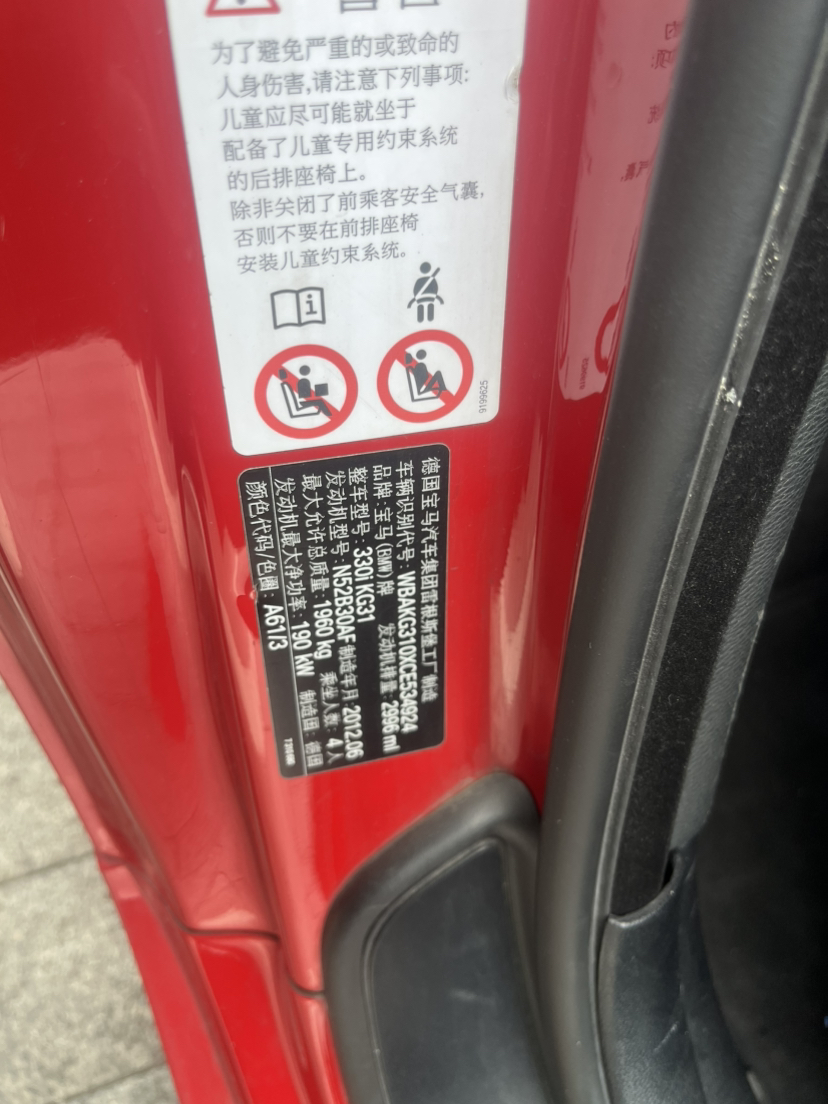 为了避免严重的或致命的
人身伤害,请注意下列事项:
儿童应尽可能就坐于
配备了儿童专用约束系统
的后排座椅上。
除非关闭了前乘客安全气囊,
否则不要在前排座椅
安装儿童约束系统。
9199625
德国宝马汽车集团雷根斯堡工厂制造
车辆识别代号:WBAKG310XCE534924
品牌:宝马(BMW)牌 发动机排量:2996ml
整车型号:330i KG31
发动机型号:N52B30AF 制造年月:2012.06
最大允许总质量:1960 kg 乘坐人数:4人
发动机最大净功率:190 kW 制造国:德国
颜色代码/色圈:A61/3